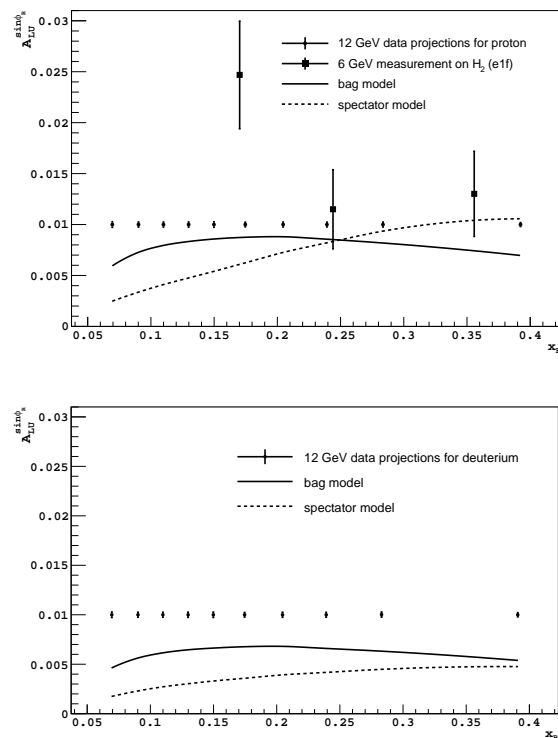 0.03
0.025
0.02
0.015
0.01
0.005
0
A_LU^sinφ_R
12 GeV data projections for proton
6 GeV measurement on H₂ (e1f)
bag model
spectator model
0.05 0.1 0.15 0.2 0.25 0.3 0.35 0.4
x
0.03
0.025
0.02
0.015
0.01
0.005
0
A_LU^sinφ_R
12 GeV data projections for deuterium
bag model
spectator model
0.05 0.1 0.15 0.2 0.25 0.3 0.35 0.4
x